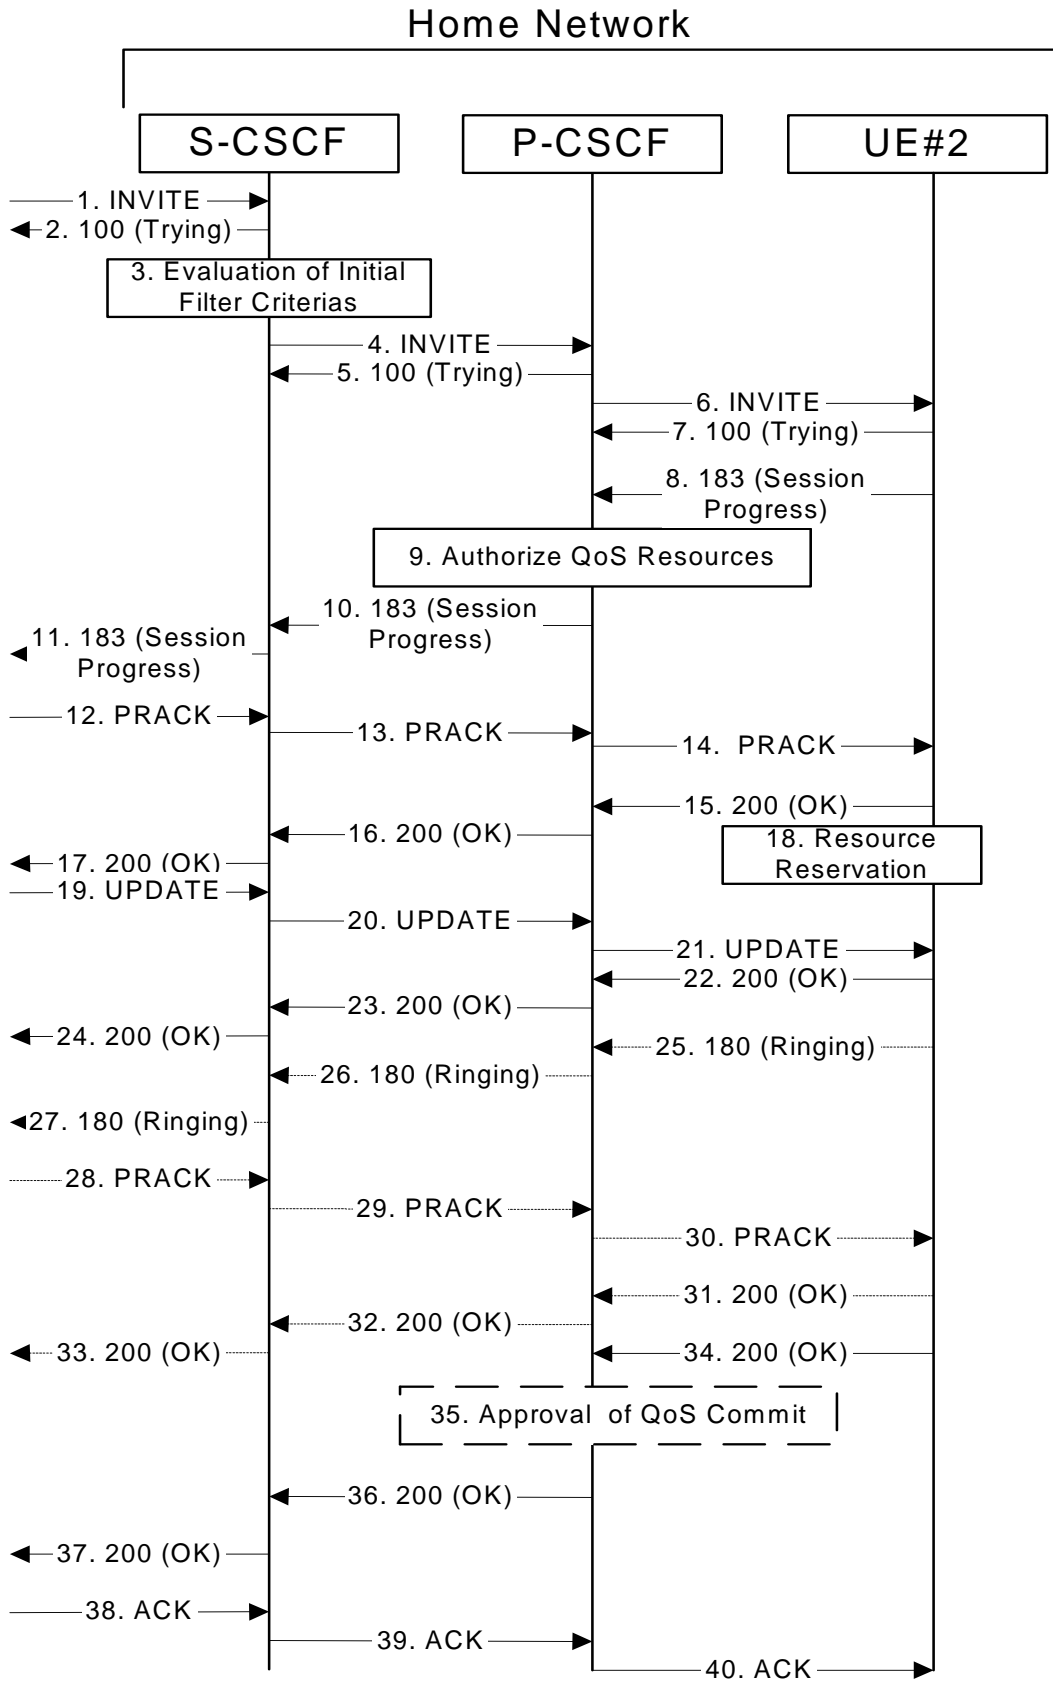 Home Network
S-CSCF
P-CSCF
UE#2
1. INVITE
2. 100 (Trying)
3. Evaluation of Initial
Filter Criterias
4. INVITE
5. 100 (Trying)
6. INVITE
7. 100 (Trying)
8. 183 (Session
Progress)
9. Authorize QoS Resources
10. 183 (Session
Progress)
11. 183 (Session
Progress)
12. PRACK
13. PRACK
14. PRACK
15. 200 (OK)
16. 200 (OK)
17. 200 (OK)
18. Resource
Reservation
19. UPDATE
20. UPDATE
21. UPDATE
22. 200 (OK)
23. 200 (OK)
24. 200 (OK)
25. 180 (Ringing)
26. 180 (Ringing)
27. 180 (Ringing)
28. PRACK
29. PRACK
30. PRACK
31. 200 (OK)
32. 200 (OK)
33. 200 (OK)
34. 200 (OK)
35. Approval of QoS Commit
36. 200 (OK)
37. 200 (OK)
38. ACK
39. ACK
40. ACK